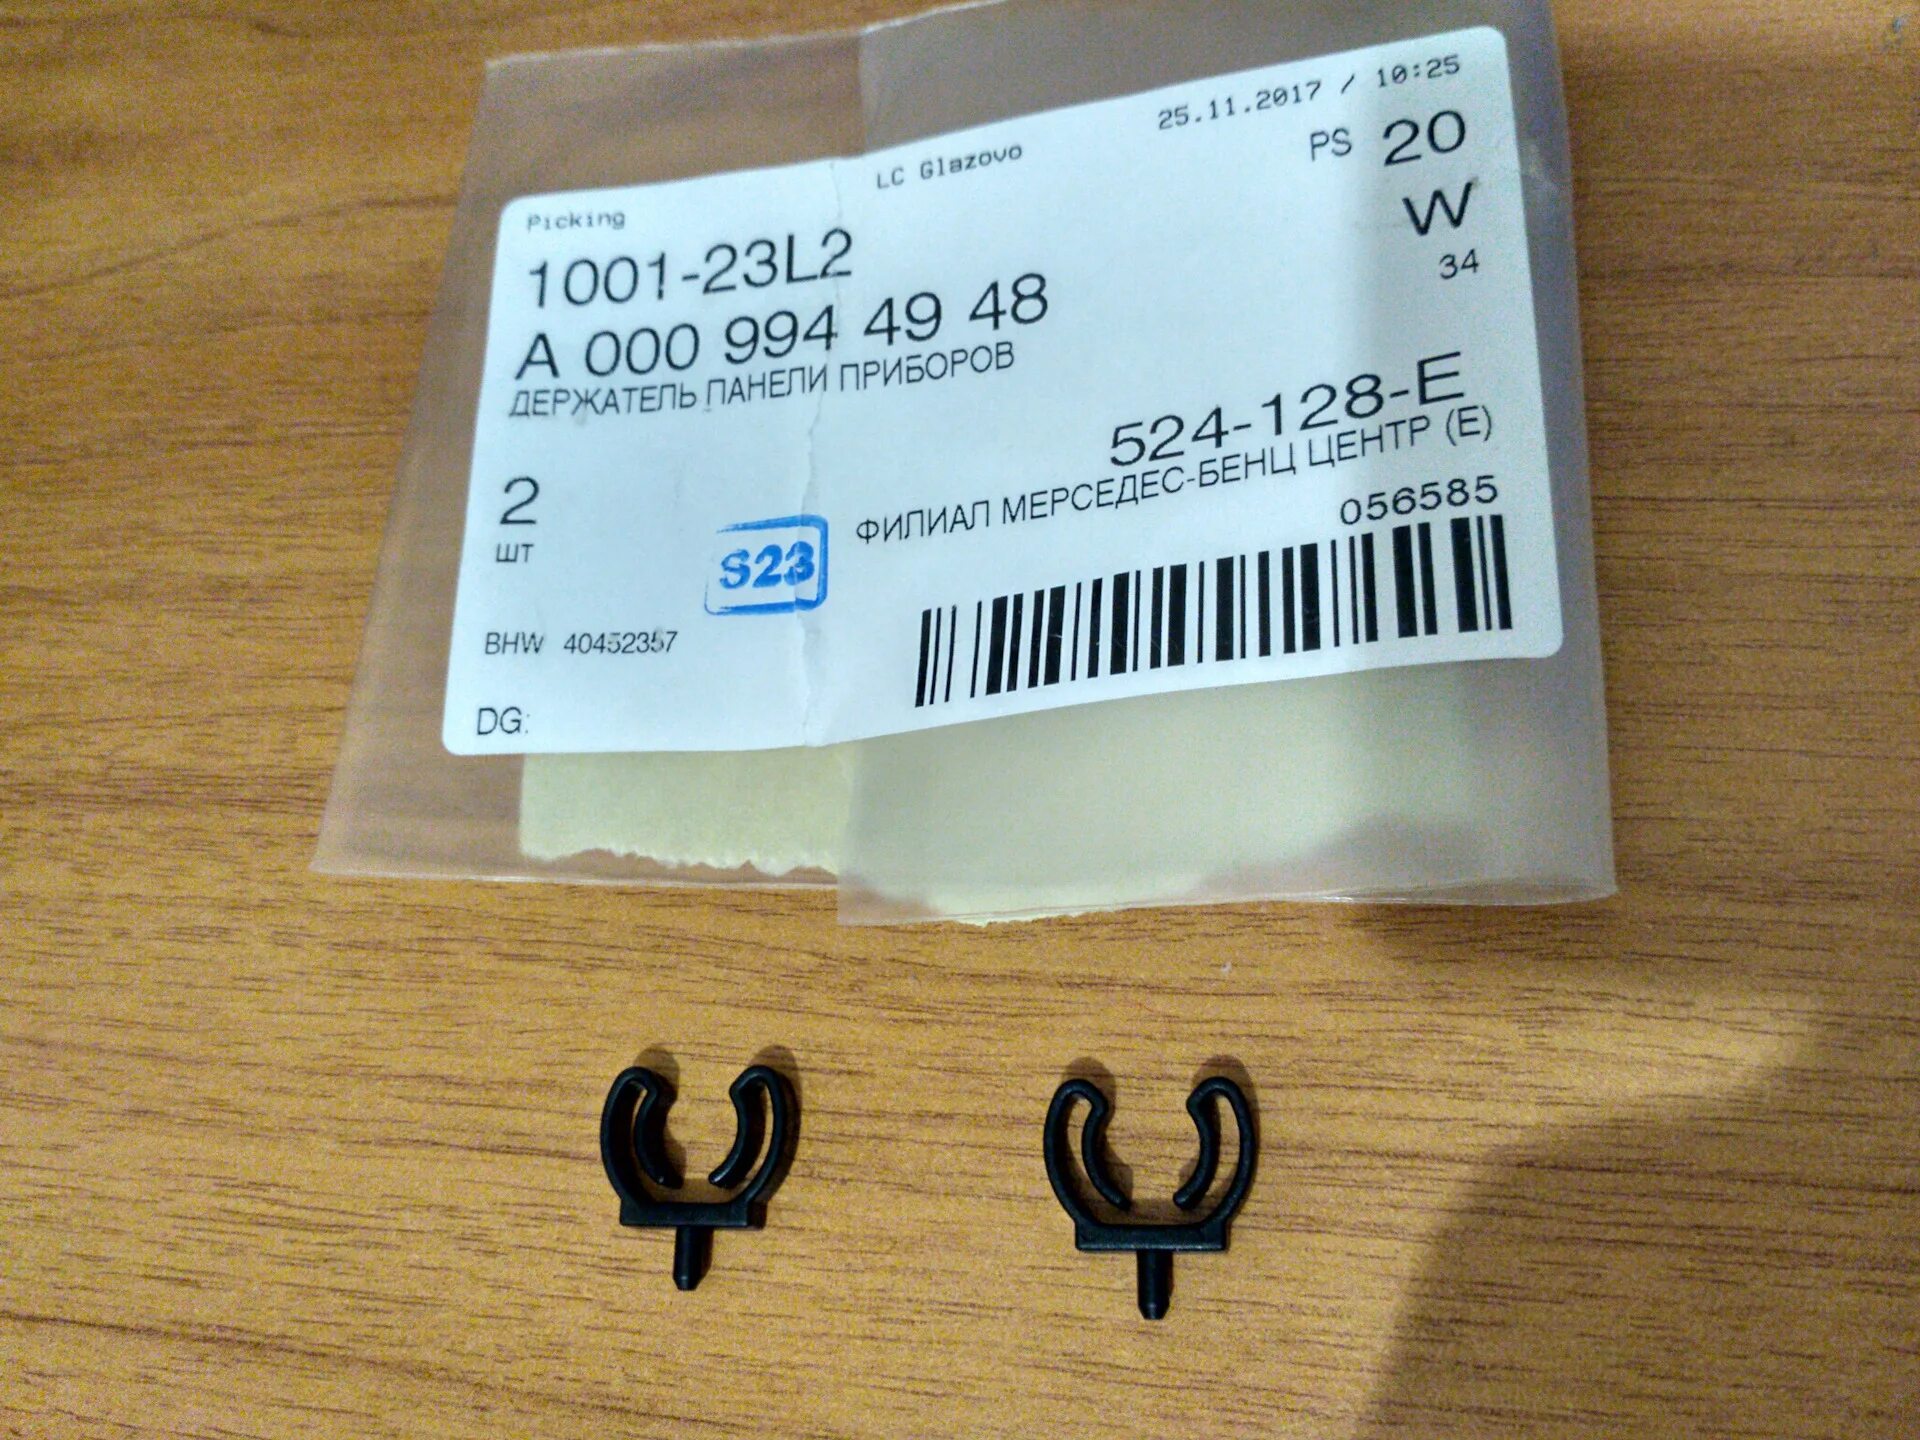 25.11.2017 / 10:25
LC Glazovo
PS 20
Picking
W
1001-23L2
34
A 000 994 49 48
ДЕРЖАТЕЛЬ ПАНЕЛИ ПРИБОРОВ
524-128-E
ФИЛИАЛ МЕРСЕДЕС-БЕНЦ ЦЕНТР (Е)
2
шт
056585
S23
BHW 40452357
DG: